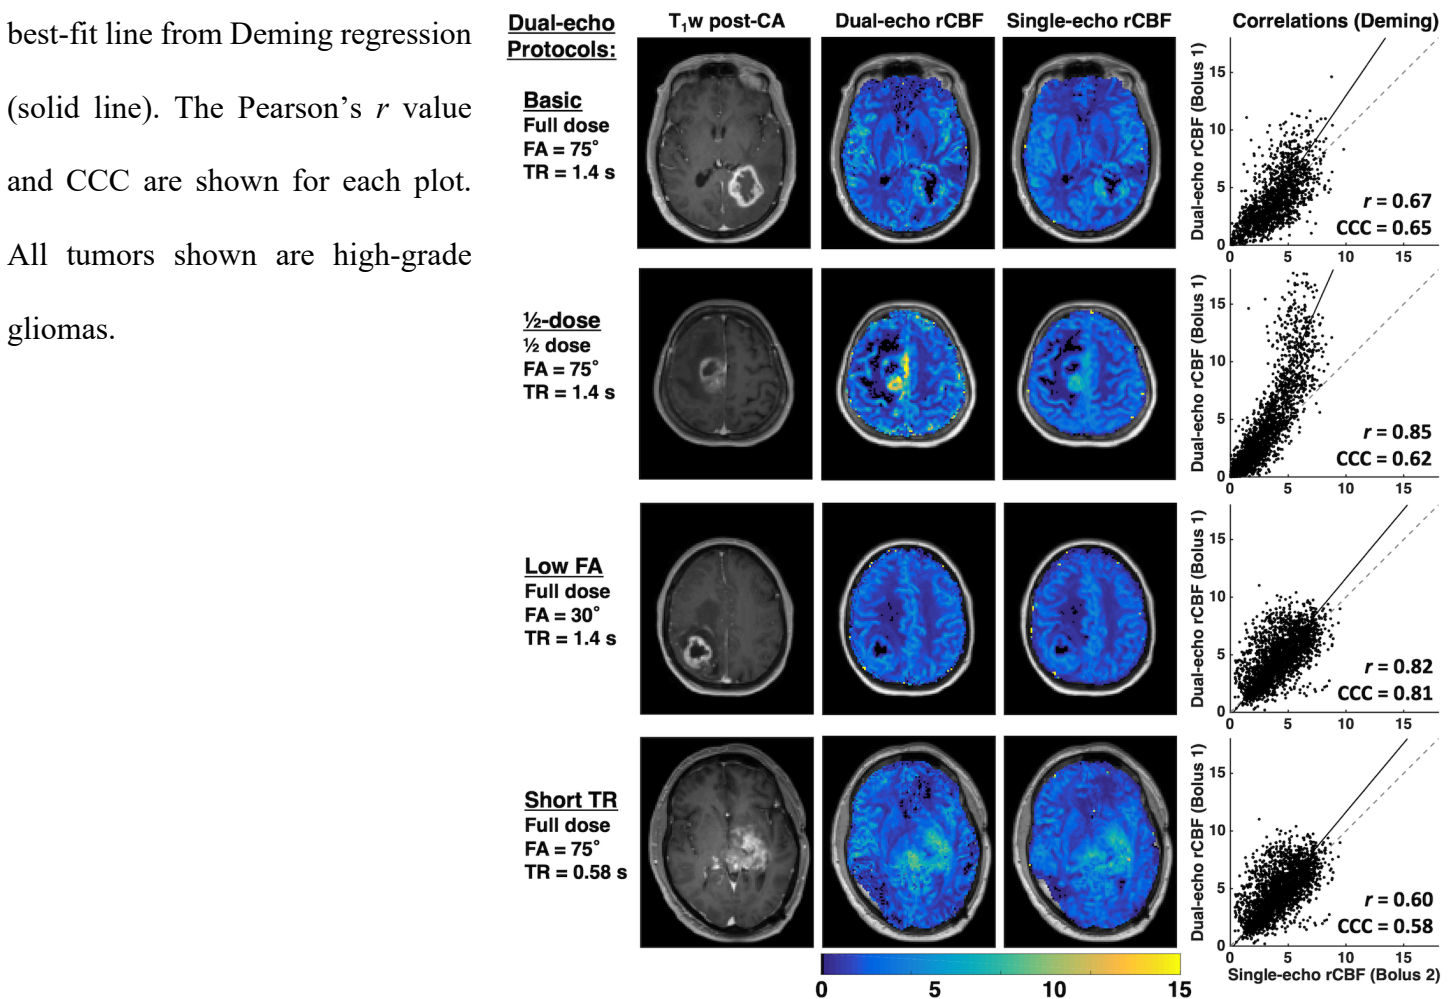 best-fit line from Deming regression
(solid line). The Pearson's r value
and CCC are shown for each plot.
All tumors shown are high-grade
gliomas.
Dual-echo
Protocols:
T₁w post-CA
Dual-echo rCBF
Single-echo rCBF
Correlations (Deming)
Basic
Full dose
FA = 75°
TR = 1.4 s
Dual-echo rCBF (Bolus 1)
15
10
5
0
r = 0.67
CCC = 0.65
0 5 10 15
½-dose
½ dose
FA = 75°
TR = 1.4 s
Dual-echo rCBF (Bolus 1)
15
10
5
0
r = 0.85
CCC = 0.62
0 5 10 15
Low FA
Full dose
FA = 30°
TR = 1.4 s
Dual-echo rCBF (Bolus 1)
15
10
5
0
r = 0.82
CCC = 0.81
0 5 10 15
Short TR
Full dose
FA = 75°
TR = 0.58 s
Dual-echo rCBF (Bolus 1)
15
10
5
0
r = 0.60
CCC = 0.58
0 5 10 15
Single-echo rCBF (Bolus 2)
0 5 10 15